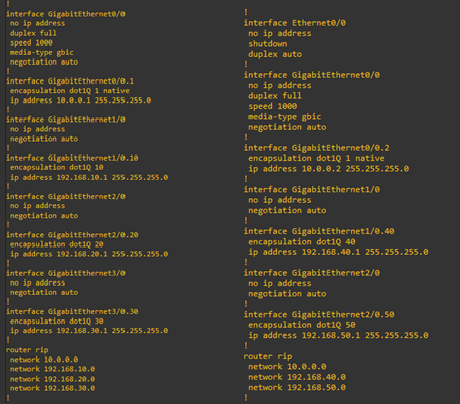 !
interface GigabitEthernet0/0
no ip address
duplex full
speed 1000
media-type gbic
negotiation auto
!
interface GigabitEthernet0/0.1
encapsulation dot1Q 1 native
ip address 10.0.0.1 255.255.255.0
!
interface GigabitEthernet1/0
no ip address
negotiation auto
!
interface GigabitEthernet1/0.10
encapsulation dot1Q 10
ip address 192.168.10.1 255.255.255.0
!
interface GigabitEthernet2/0
no ip address
negotiation auto
!
interface GigabitEthernet2/0.20
encapsulation dot1Q 20
ip address 192.168.20.1 255.255.255.0
!
interface GigabitEthernet3/0
no ip address
negotiation auto
!
interface GigabitEthernet3/0.30
encapsulation dot1Q 30
ip address 192.168.30.1 255.255.255.0
!
router rip
network 10.0.0.0
network 192.168.10.0
network 192.168.20.0
network 192.168.30.0
!
!
interface Ethernet0/0
no ip address
shutdown
duplex auto
!
interface GigabitEthernet0/0
no ip address
duplex full
speed 1000
media-type gbic
negotiation auto
!
interface GigabitEthernet0/0.2
encapsulation dot1Q 1 native
ip address 10.0.0.2 255.255.255.0
!
interface GigabitEthernet1/0
no ip address
negotiation auto
!
interface GigabitEthernet1/0.40
encapsulation dot1Q 40
ip address 192.168.40.1 255.255.255.0
!
interface GigabitEthernet2/0
no ip address
negotiation auto
!
interface GigabitEthernet2/0.50
encapsulation dot1Q 50
ip address 192.168.50.1 255.255.255.0
!
router rip
network 10.0.0.0
network 192.168.40.0
network 192.168.50.0
!